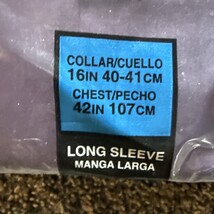 COLLAR/CUELLO
16IN 40-41CM
CHEST/PECHO
42IN 107CM
LONG SLEEVE
MANGA LARGA